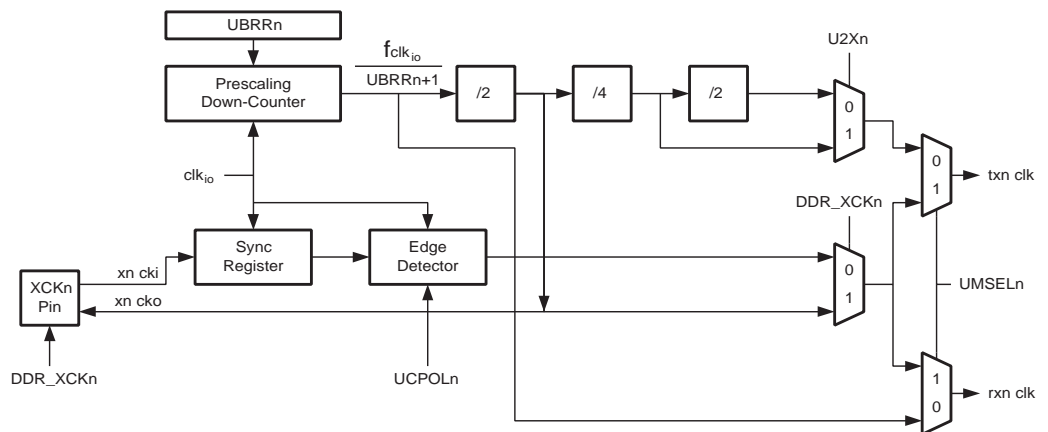 UBRRn
fclkio
UBRRn+1
U2Xn
Prescaling
Down-Counter
/2
/4
/2
0
1
clkio
0
1
txn clk
DDR_XCKn
Sync
Register
Edge
Detector
xn cki
0
1
XCKn
Pin
xn cko
UMSELn
DDR_XCKn
UCPOLn
1
0
rxn clk